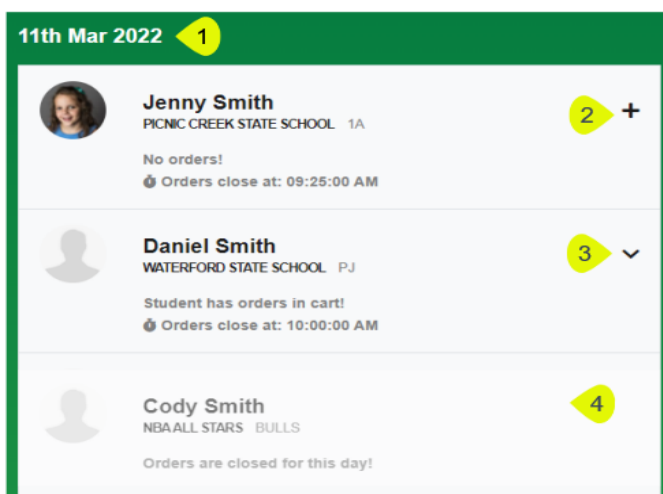 11th Mar 2022 1
Jenny Smith
PICNIC CREEK STATE SCHOOL 1A
2 +
No orders!
Orders close at: 09:25:00 AM
Daniel Smith
WATERFORD STATE SCHOOL PJ
3
Student has orders in cart!
Orders close at: 10:00:00 AM
Cody Smith
NBA ALL STARS BULLS
4
Orders are closed for this day!